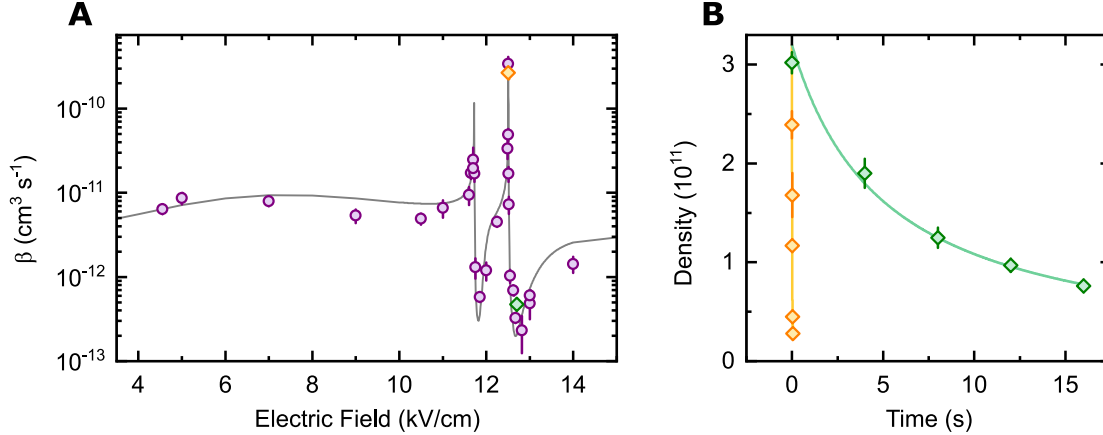 A
B
β (cm³ s⁻¹)
10⁻¹⁰
10⁻¹¹
10⁻¹²
10⁻¹³
4 6 8 10 12 14
Electric Field (kV/cm)
Density (10¹¹)
3
2
1
0
0 5 10 15
Time (s)